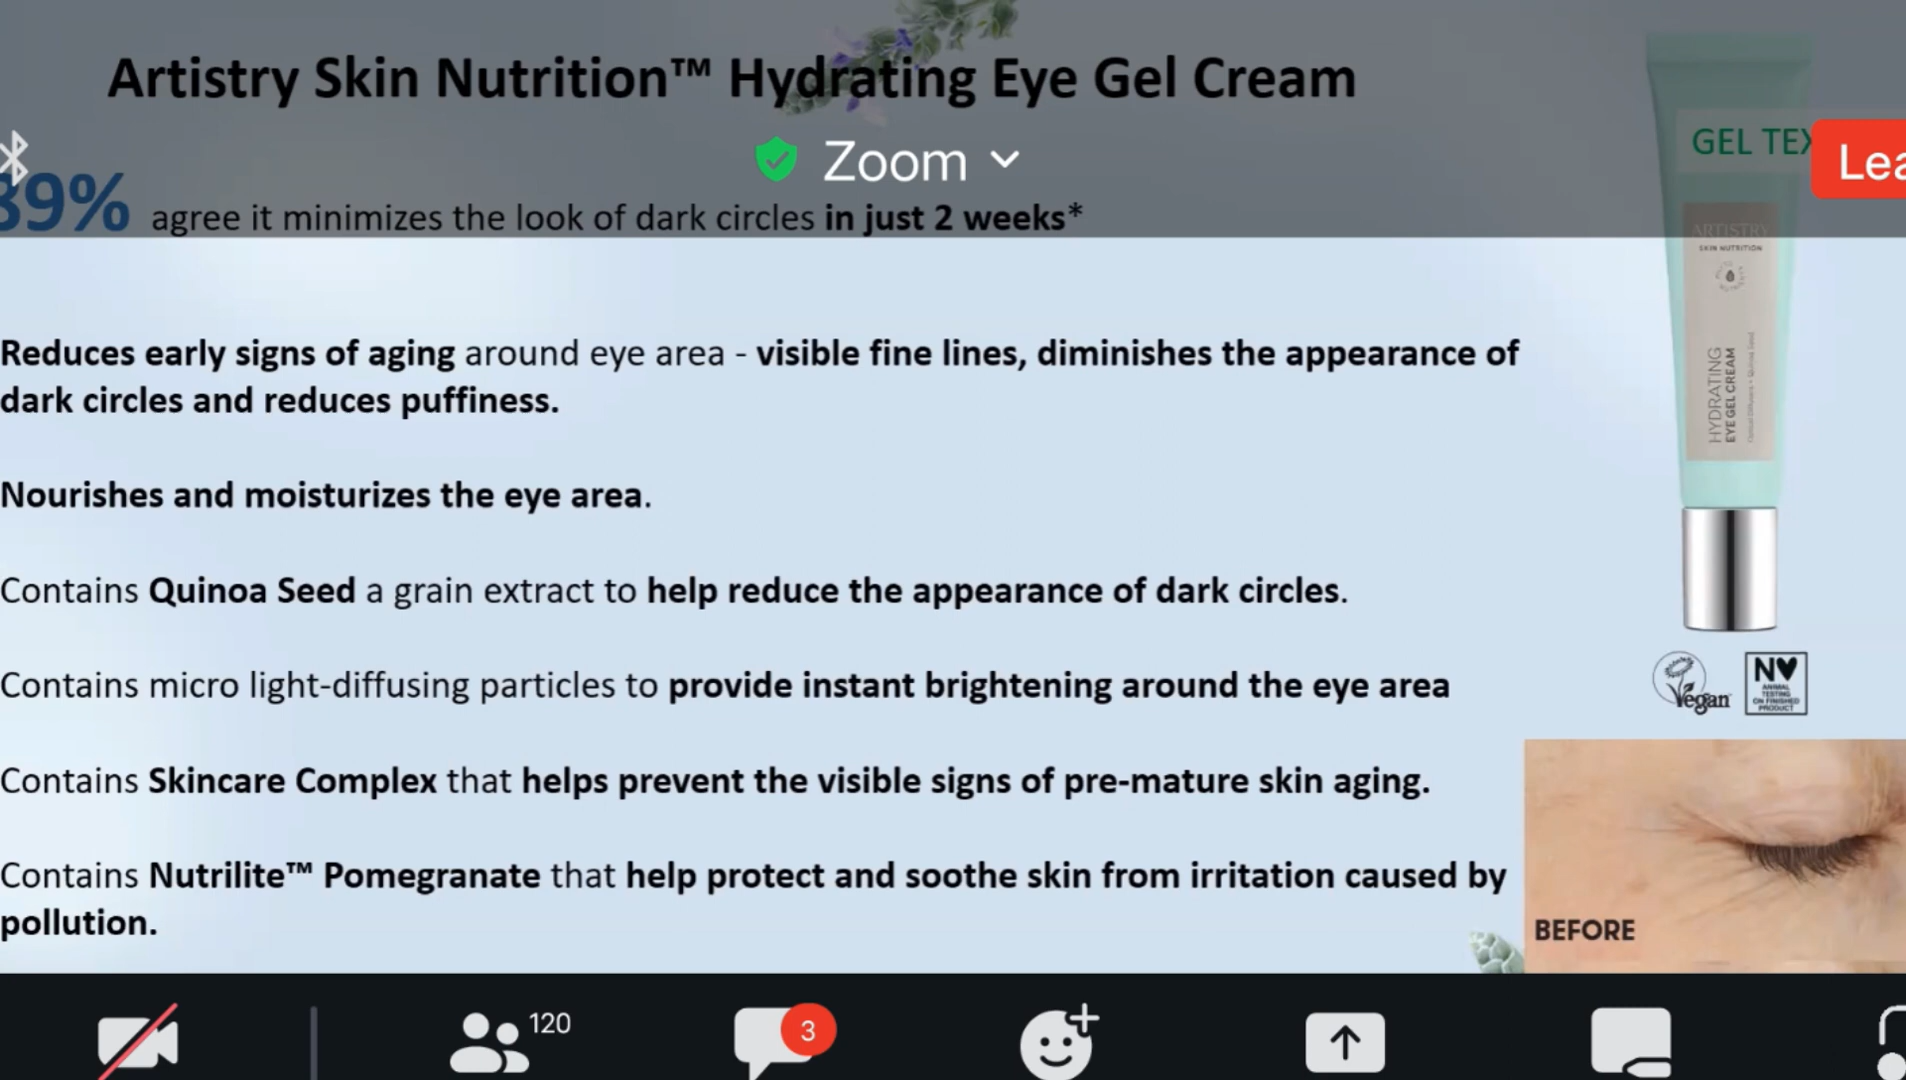 Artistry Skin Nutrition™ Hydrating Eye Gel Cream
Zoom
GEL TEX
Lea
89% agree it minimizes the look of dark circles in just 2 weeks*
ARTISTRY
SKIN NUTRITION
HYDRATING
EYE GEL CREAM
Reduces early signs of aging around eye area - visible fine lines, diminishes the appearance of
dark circles and reduces puffiness.
Nourishes and moisturizes the eye area.
Contains Quinoa Seed a grain extract to help reduce the appearance of dark circles.
Contains micro light-diffusing particles to provide instant brightening around the eye area
Vegan
N
ANIMAL
TESTING
ON FINISHED
PRODUCT
Contains Skincare Complex that helps prevent the visible signs of pre-mature skin aging.
Contains Nutrilite™ Pomegranate that help protect and soothe skin from irritation caused by
pollution.
BEFORE
120
3